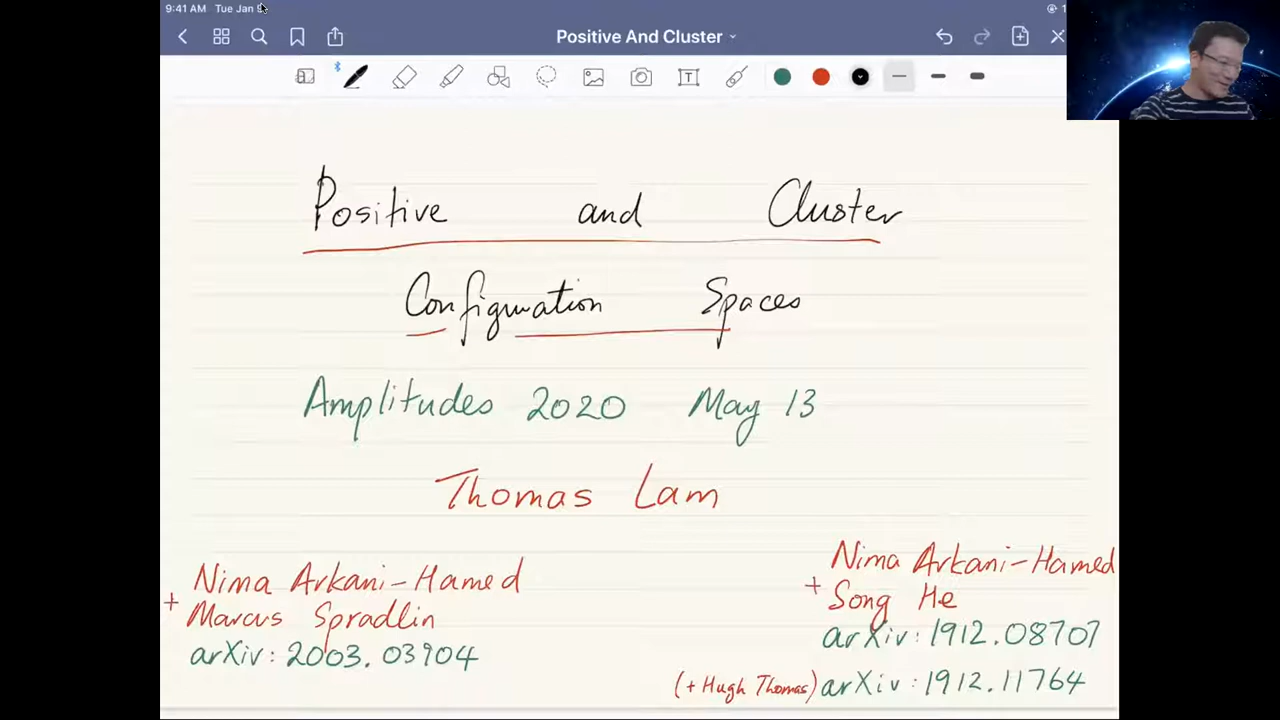 9:41 AM Tue Jan
Positive And Cluster
Positive and Cluster
Configuration Spaces
Amplitudes 2020 May 13
Thomas Lam
+ Nima Arkani-Hamed
Marcus Spradlin
arXiv: 2003.03904
+ Nima Arkani-Hamed
Song He
arXiv: 1912.08707
(+ Hugh Thomas) arXiv: 1912.11764